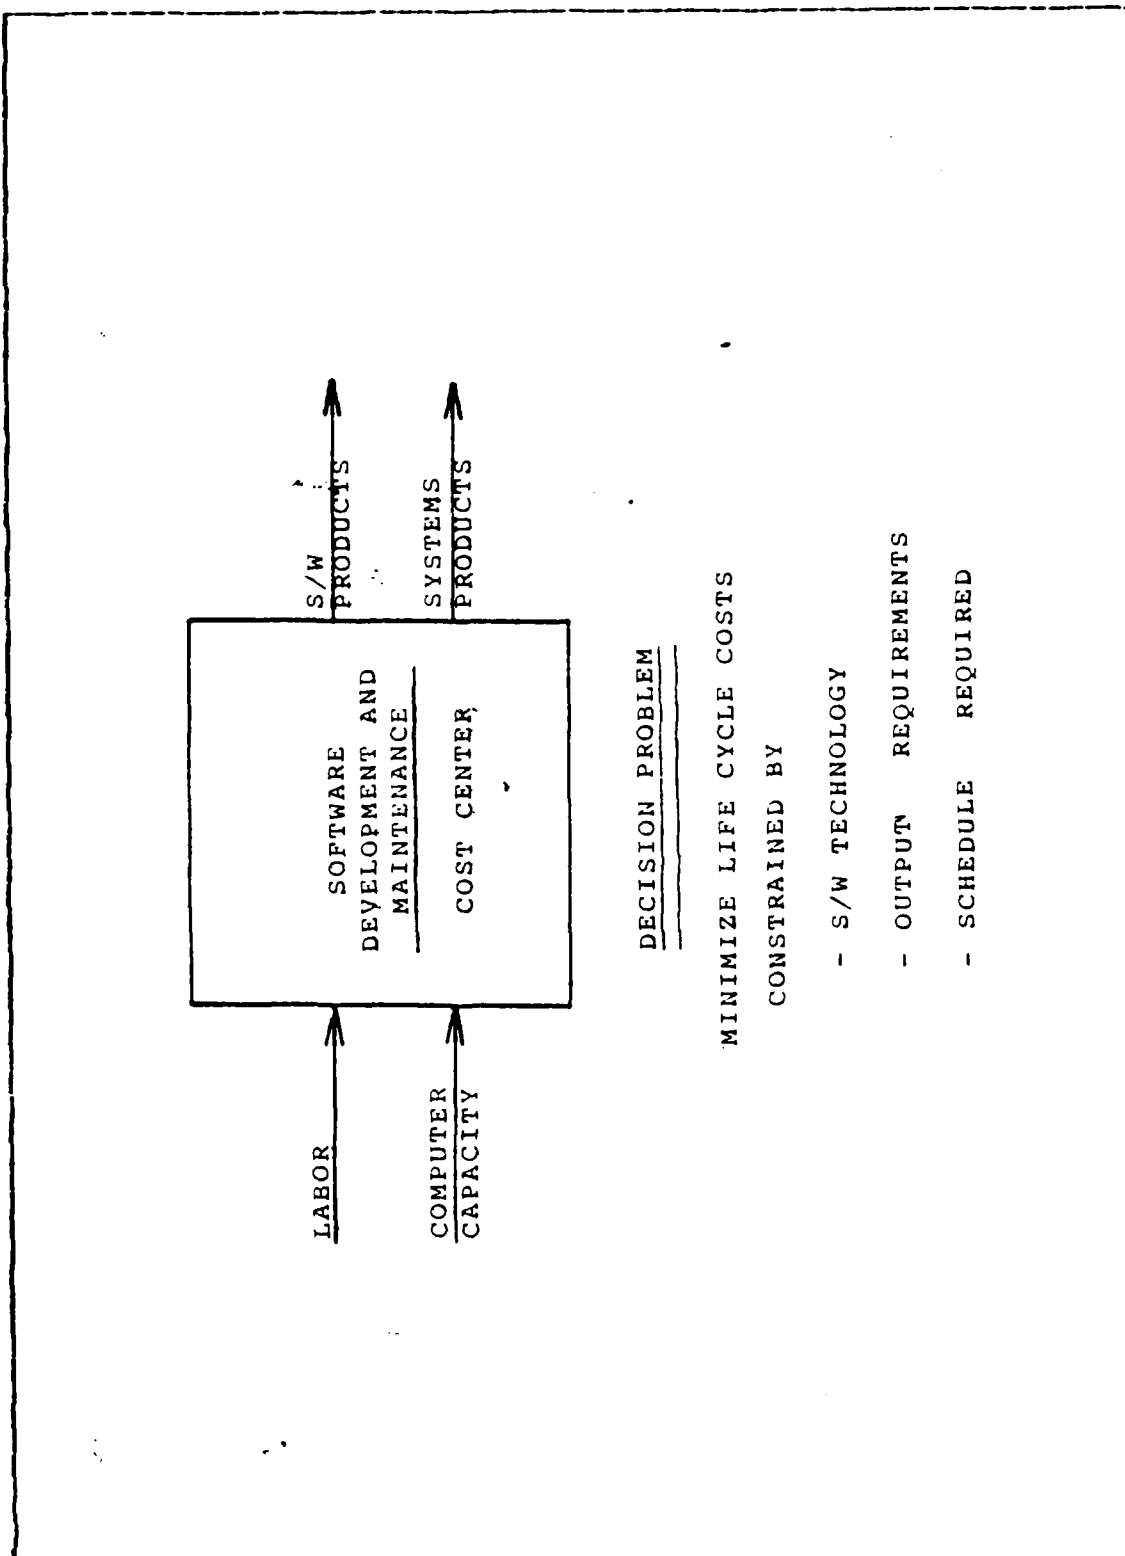 LABOR
COMPUTER
CAPACITY
SOFTWARE
DEVELOPMENT AND
MAINTENANCE
COST CENTER
S/W
PRODUCTS
SYSTEMS
PRODUCTS
DECISION PROBLEM
MINIMIZE LIFE CYCLE COSTS
CONSTRAINED BY
- S/W TECHNOLOGY
- OUTPUT REQUIREMENTS
- SCHEDULE REQUIRED